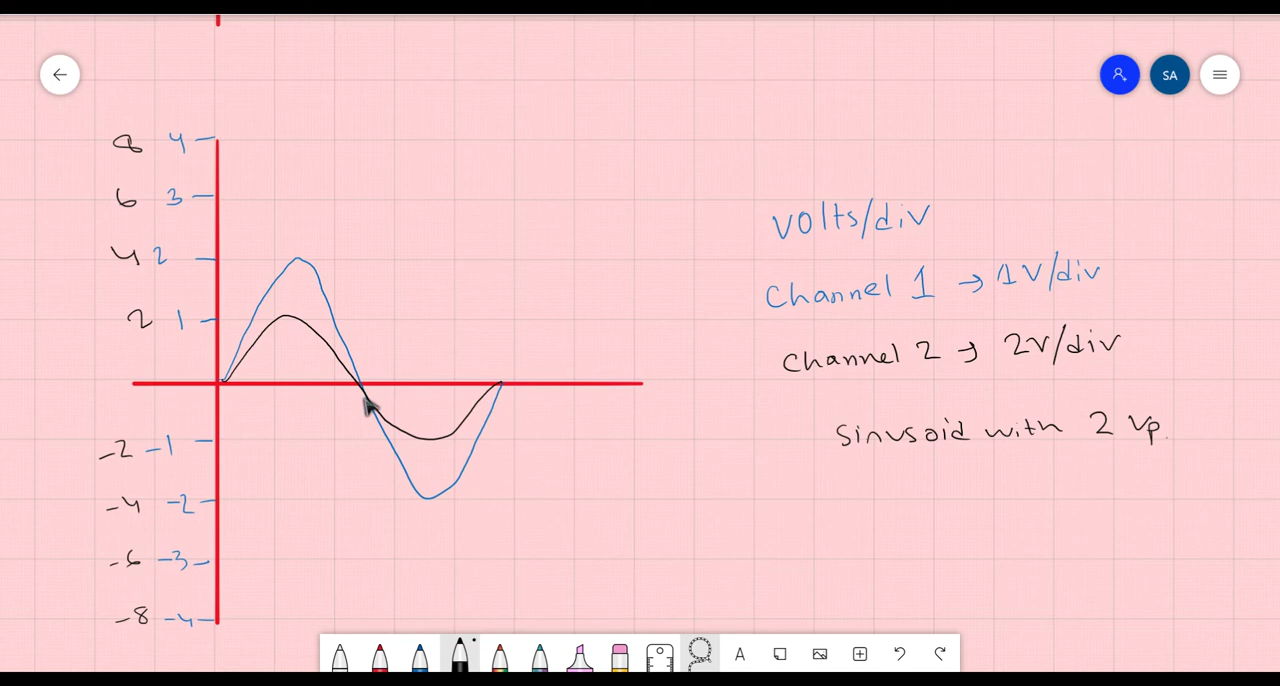 SA
8 4
6 3
4 2
2 1
-2 -1
-4 -2
-6 -3
-8 -4
volts/div
Channel 1 → 1V/div
Channel 2 → 2V/div
Sinusoid with 2 Vp.
A